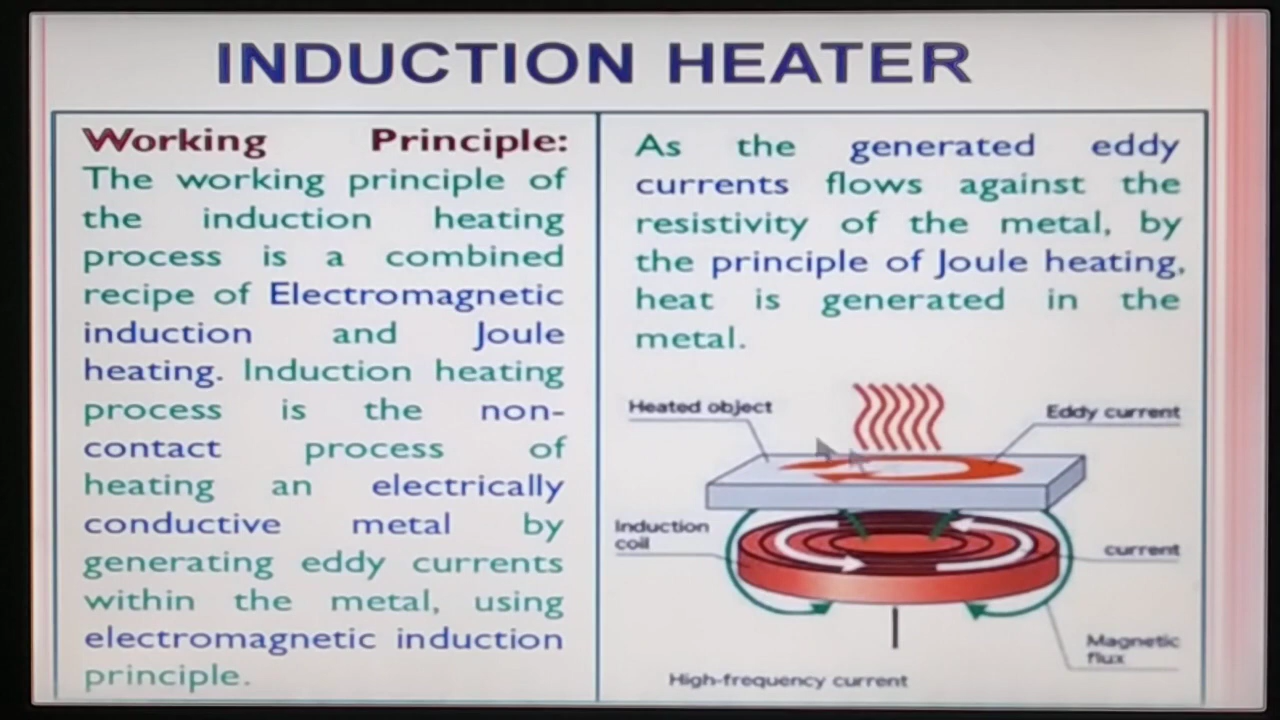 INDUCTION HEATER
Working Principle:
The working principle of
the induction heating
process is a combined
recipe of Electromagnetic
induction and Joule
heating. Induction heating
process is the non-
contact process of
heating an electrically
conductive metal by
generating eddy currents
within the metal, using
electromagnetic induction
principle.
As the generated eddy
currents flows against the
resistivity of the metal, by
the principle of Joule heating,
heat is generated in the
metal.
Heated object
Eddy current
Induction
coil
current
Magnetic
flux
High-frequency current